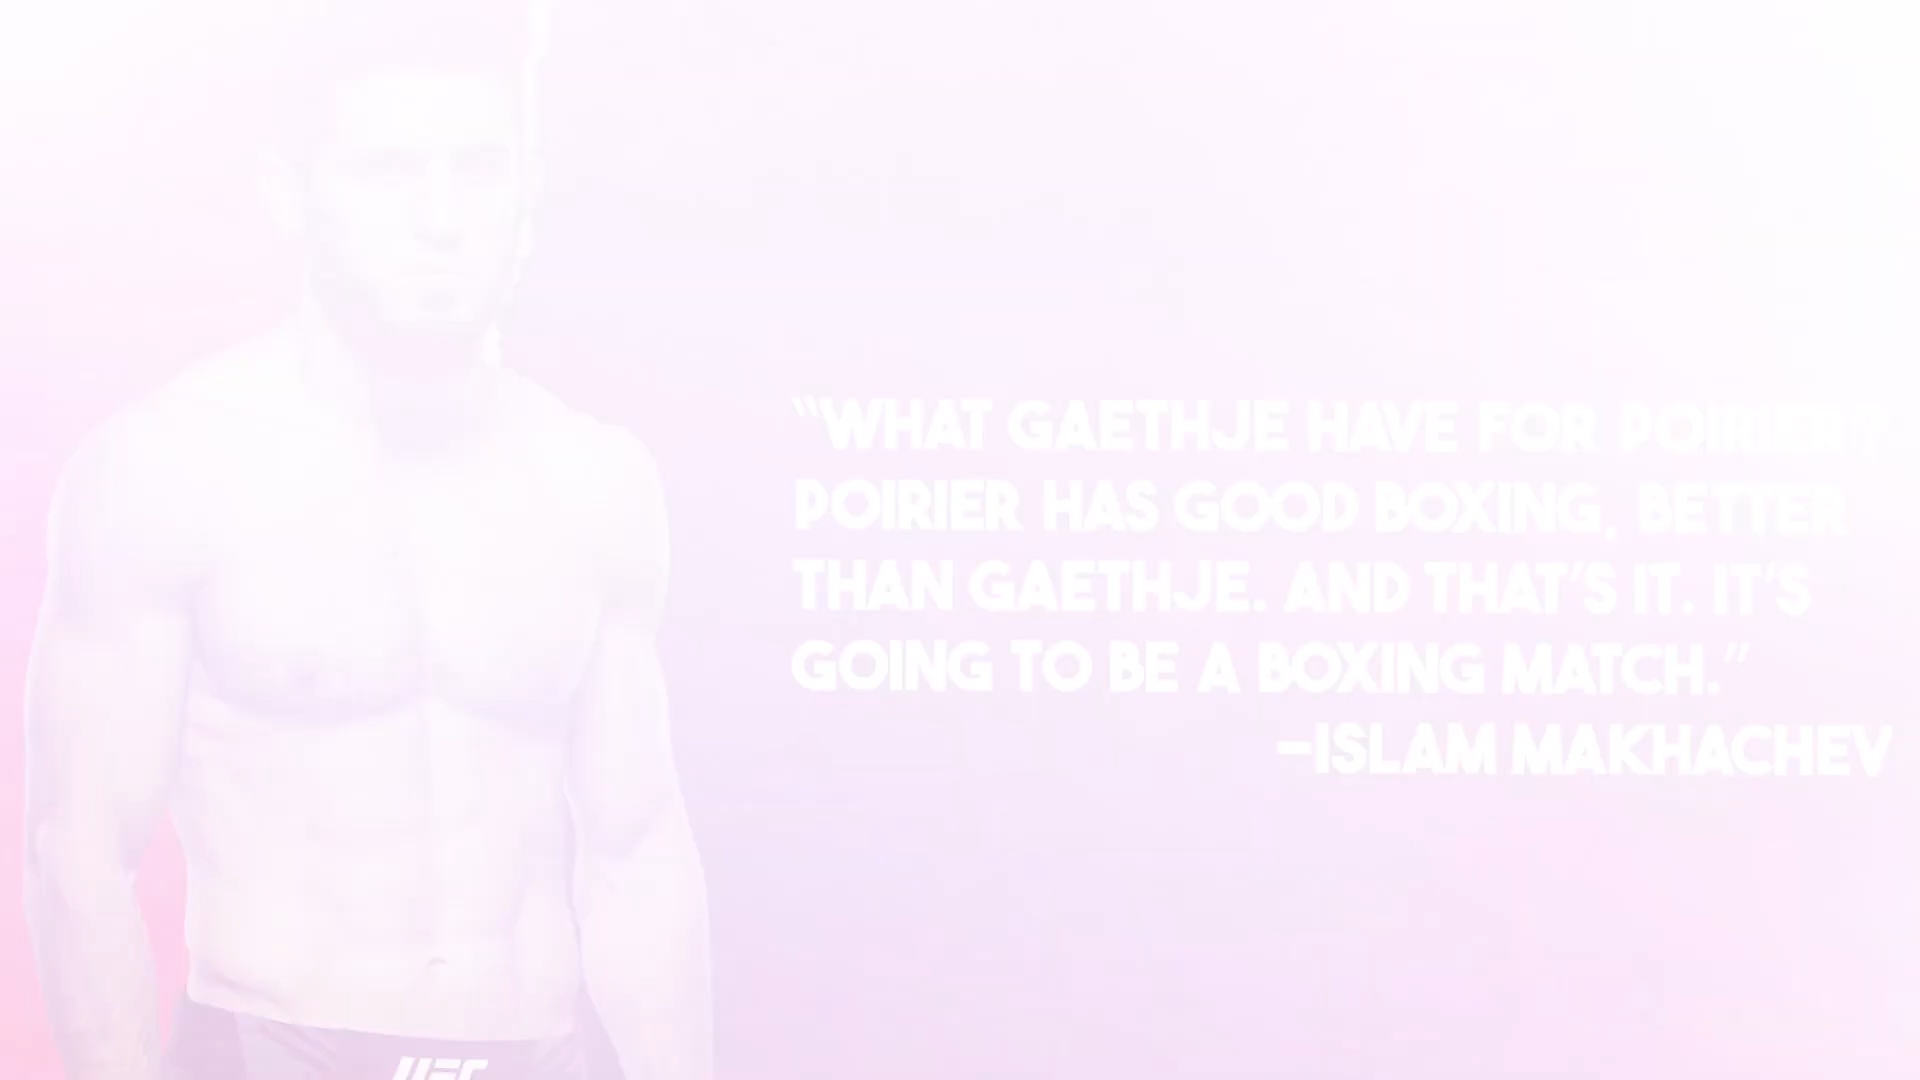 "WHAT GAETHJE HAVE FOR POIRIER?
POIRIER HAS GOOD BOXING, BETTER
THAN GAETHJE. AND THAT'S IT. IT'S
GOING TO BE A BOXING MATCH."
-ISLAM MAKHACHEV
UFC